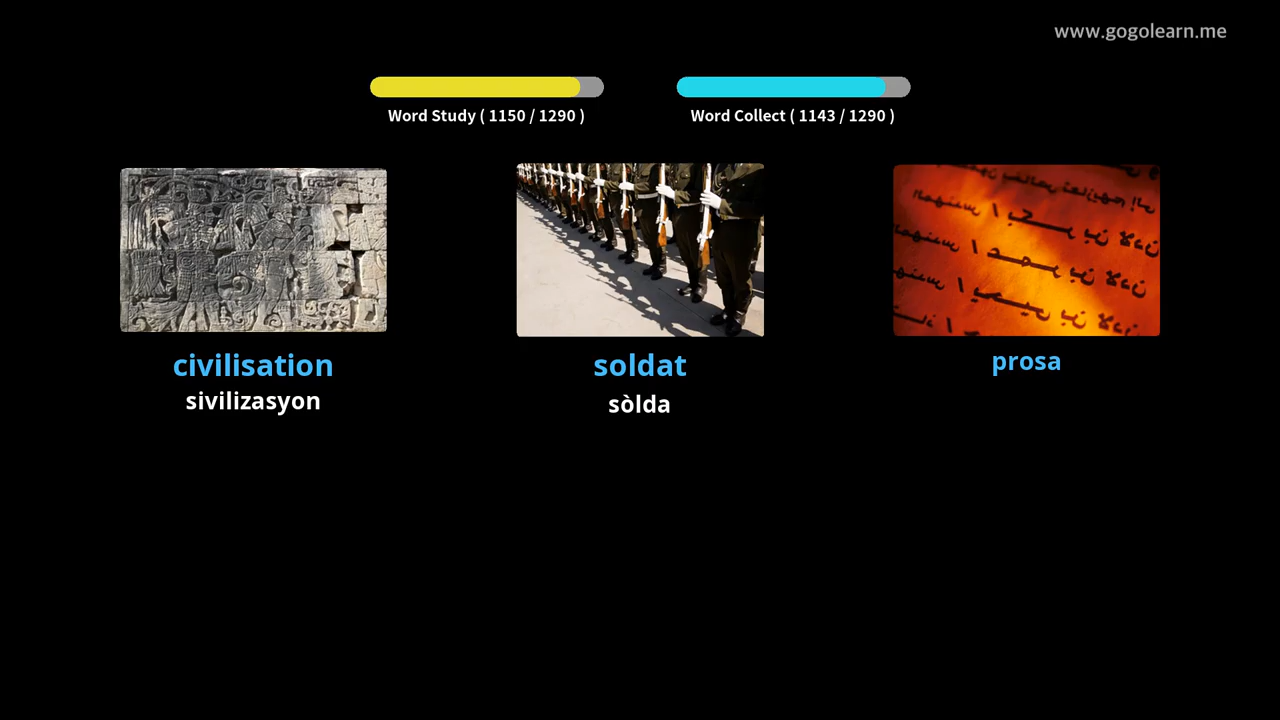 www.gogolearn.me
Word Study ( 1150 / 1290 )
Word Collect ( 1143 / 1290 )
civilisation
sivilizasyon
soldat
sòlda
prosa